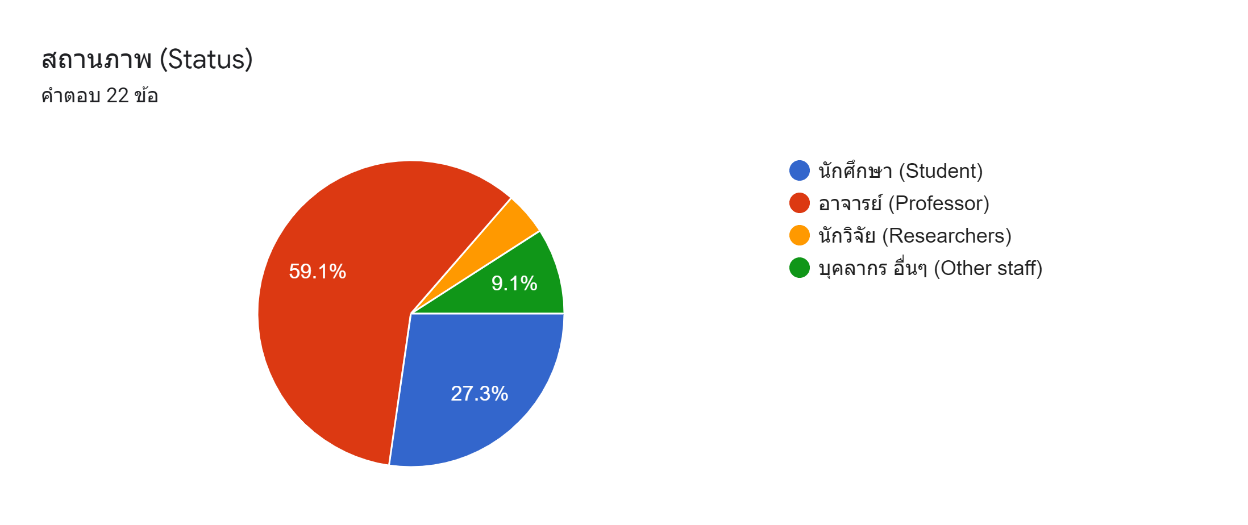 สถานภาพ (Status)
คำตอบ 22 ข้อ
นักศึกษา (Student)
อาจารย์ (Professor)
นักวิจัย (Researchers)
บุคลากร อื่นๆ (Other staff)
59.1%
9.1%
27.3%